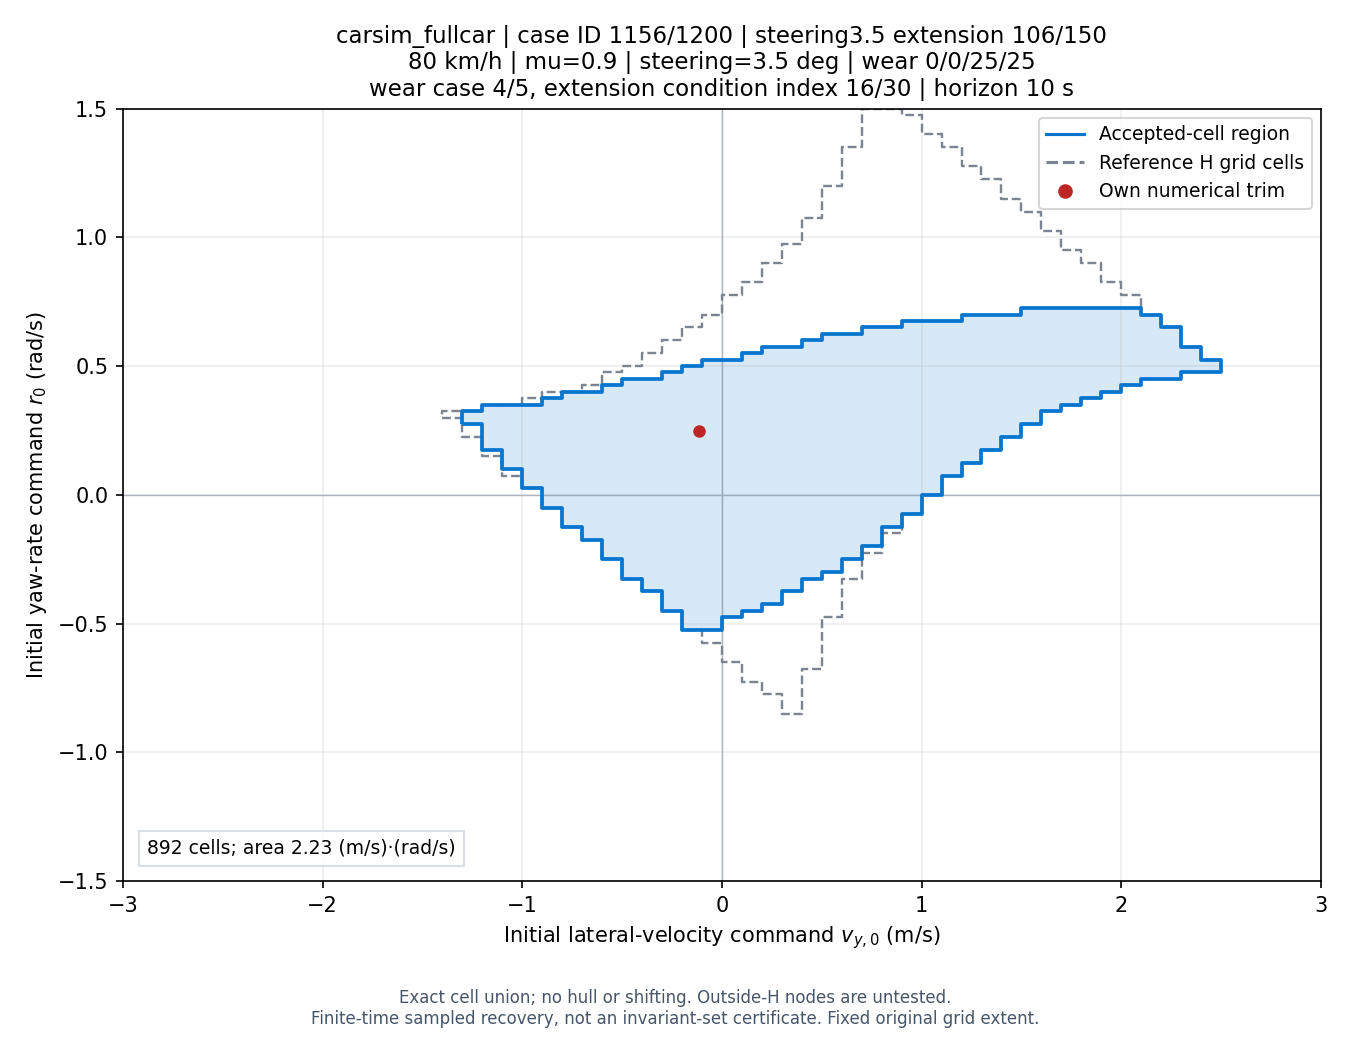 carsim_fullcar | case ID 1156/1200 | steering3.5 extension 106/150
80 km/h | mu=0.9 | steering=3.5 deg | wear 0/0/25/25
wear case 4/5, extension condition index 16/30 | horizon 10 s
Accepted-cell region
Reference H grid cells
Own numerical trim
1.5
1.0
0.5
0.0
−0.5
−1.0
−1.5
Initial yaw-rate command r0 (rad/s)
892 cells; area 2.23 (m/s)·(rad/s)
−3
−2
−1
0
1
2
3
Initial lateral-velocity command vy,0 (m/s)
Exact cell union; no hull or shifting. Outside-H nodes are untested.
Finite-time sampled recovery, not an invariant-set certificate. Fixed original grid extent.